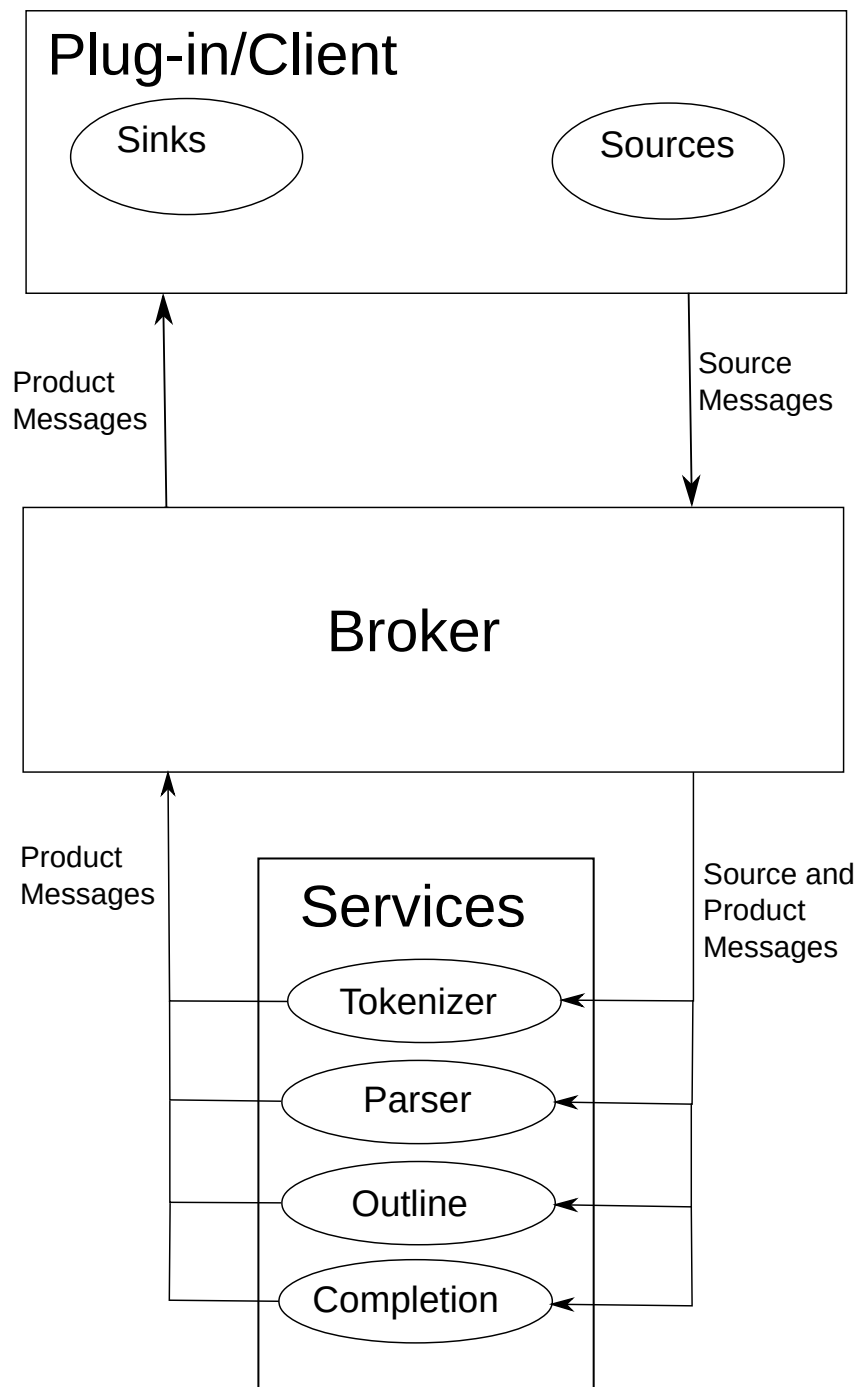 Plug-in/Client
Sinks
Sources
Product
Messages
Source
Messages
Broker
Product
Messages
Services
Source and
Product
Messages
Tokenizer
Parser
Outline
Completion